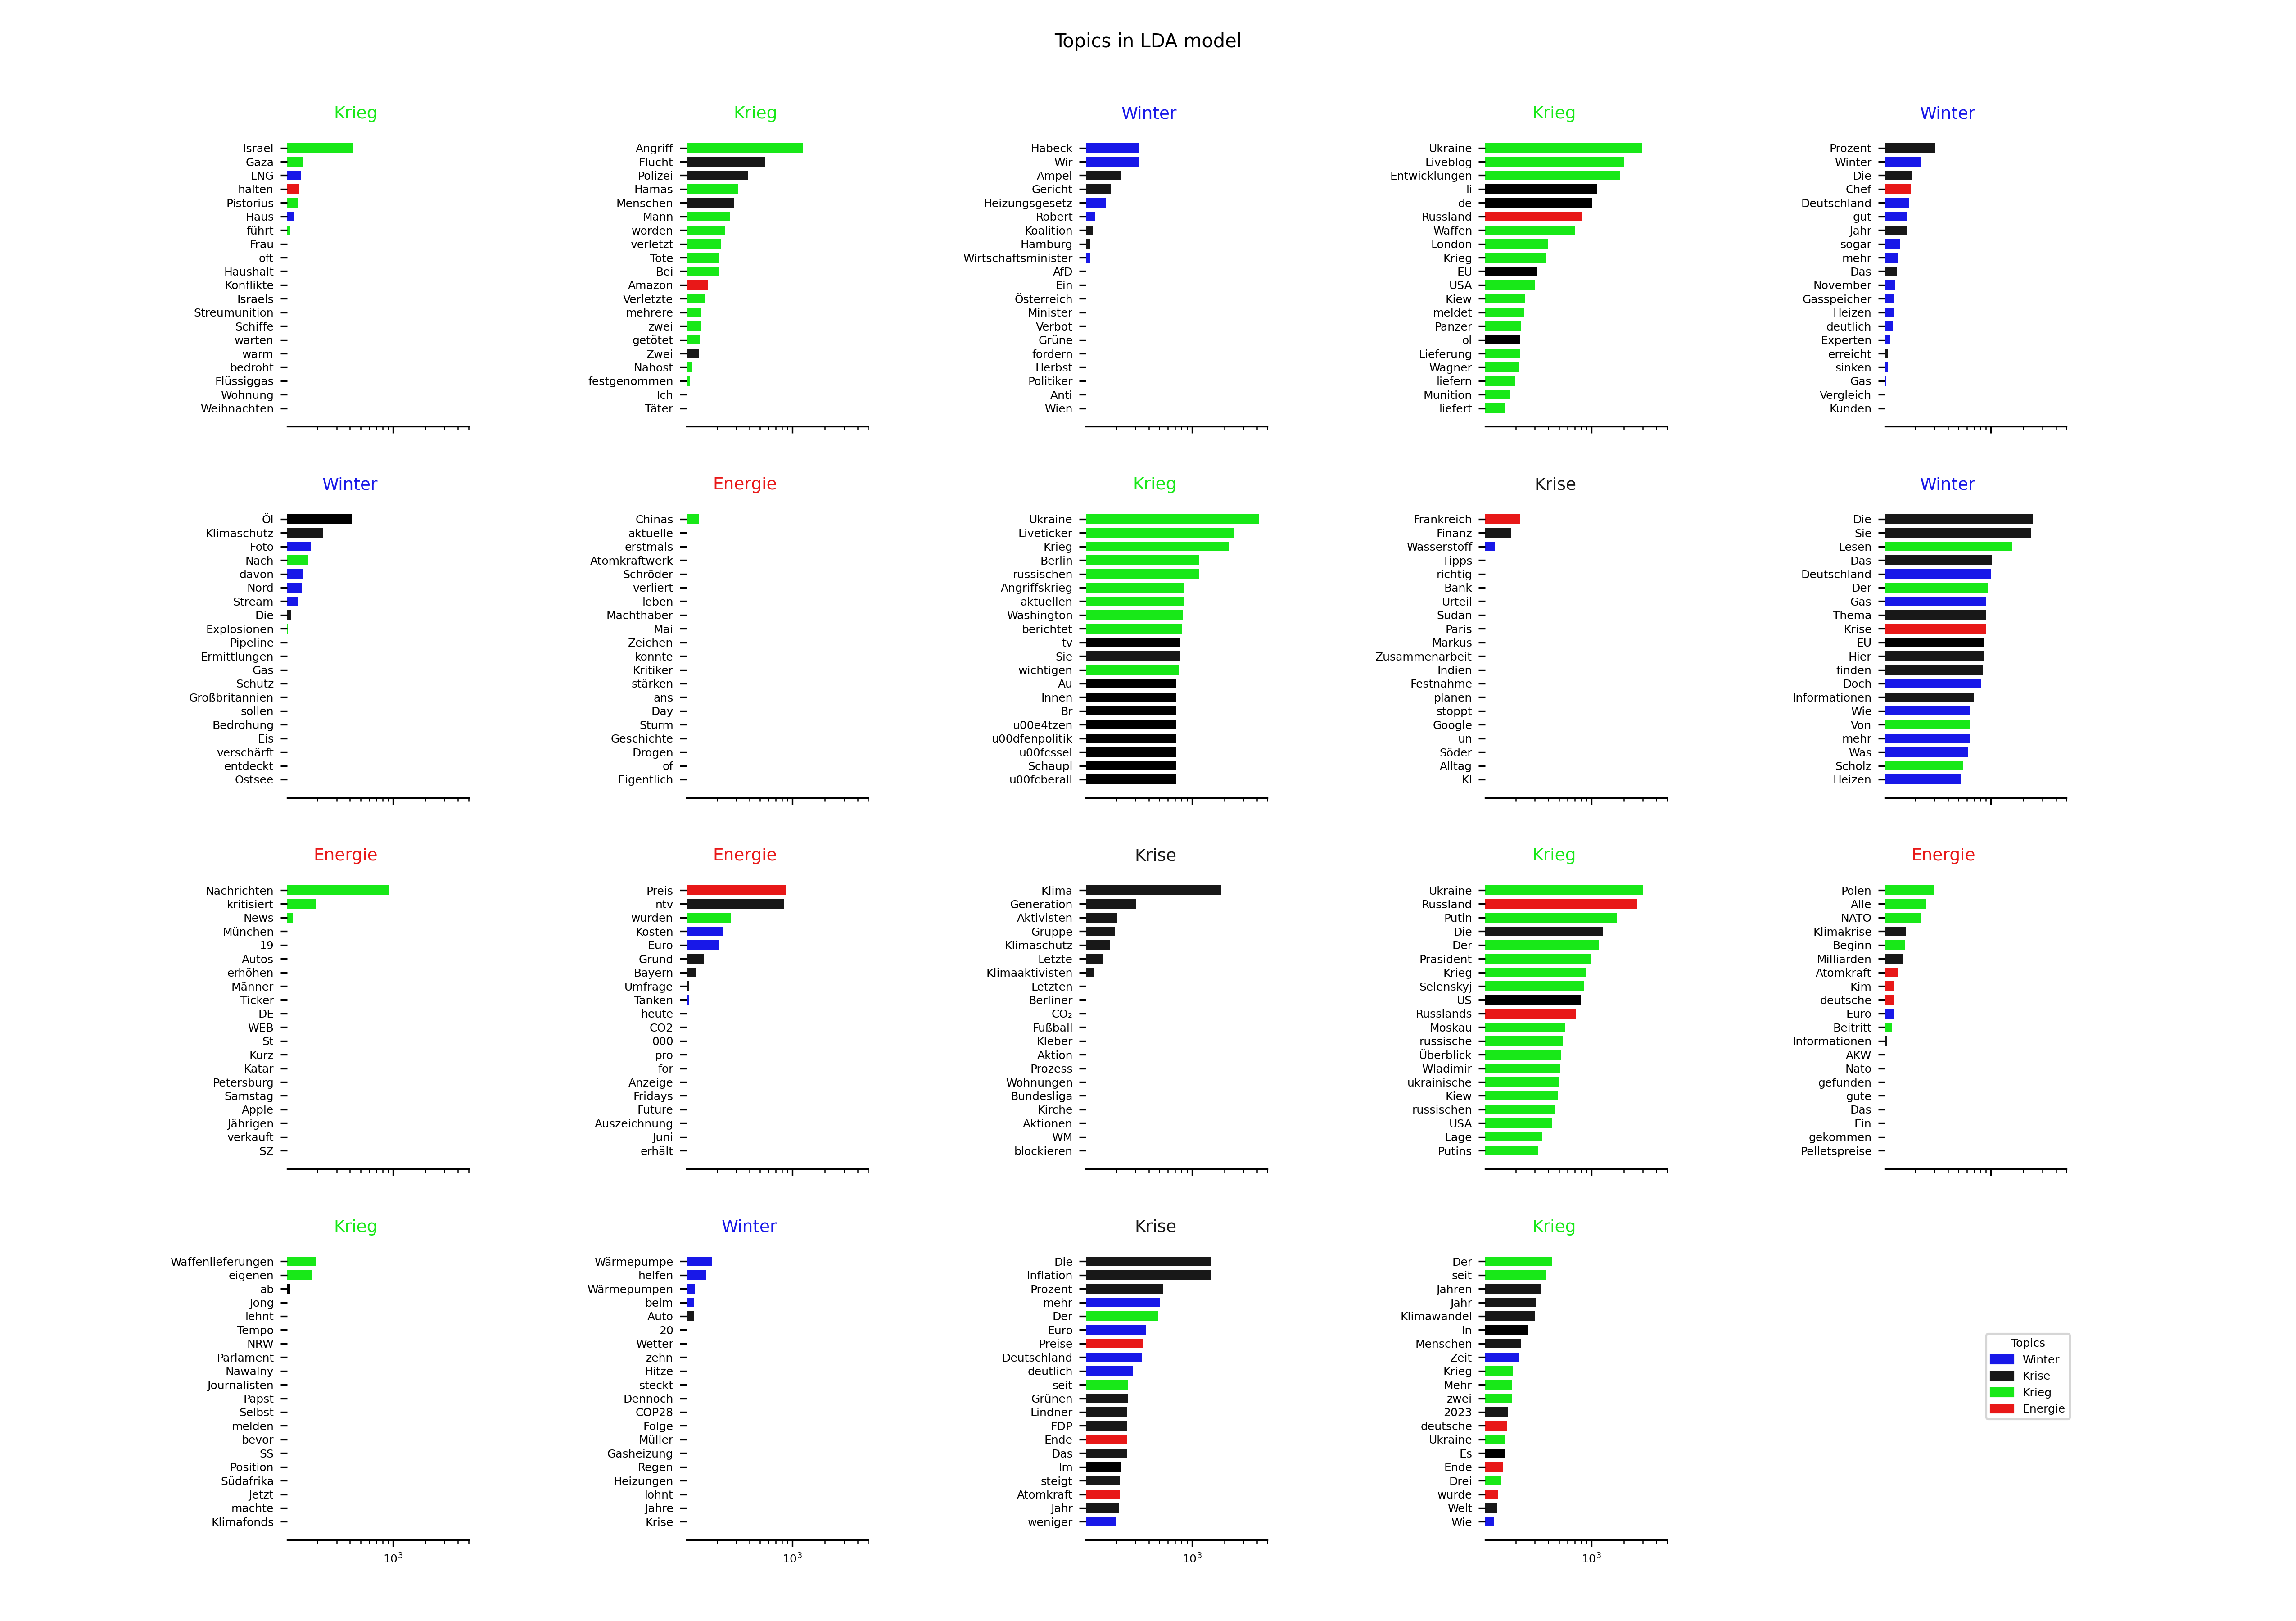 Topics in LDA model
Krieg
Israel
Gaza
LNG
halten
Pistorius
Haus
führt
Frau
oft
Haushalt
Konflikte
Israels
Streumunition
Schiffe
warten
warm
bedroht
Flüssiggas
Wohnung
Weihnachten
Krieg
Angriff
Flucht
Polizei
Hamas
Menschen
Mann
worden
verletzt
Tote
Bei
Amazon
Verletzte
mehrere
zwei
getötet
Zwei
Nahost
festgenommen
Ich
Täter
Winter
Habeck
Wir
Ampel
Gericht
Heizungsgesetz
Robert
Koalition
Hamburg
Wirtschaftsminister
AfD
Ein
Österreich
Minister
Verbot
Grüne
fordern
Herbst
Politiker
Anti
Wien
Krieg
Ukraine
Liveblog
Entwicklungen
li
de
Russland
Waffen
London
Krieg
EU
USA
Kiew
meldet
Panzer
ol
Lieferung
Wagner
liefern
Munition
liefert
Winter
Prozent
Winter
Die
Chef
Deutschland
gut
Jahr
sogar
mehr
Das
November
Gasspeicher
Heizen
deutlich
Experten
erreicht
sinken
Gas
Vergleich
Kunden
Winter
Öl
Klimaschutz
Foto
Nach
davon
Nord
Stream
Die
Explosionen
Pipeline
Ermittlungen
Gas
Schutz
Großbritannien
sollen
Bedrohung
Eis
verschärft
entdeckt
Ostsee
Energie
Chinas
aktuelle
erstmals
Atomkraftwerk
Schröder
verliert
leben
Machthaber
Mai
Zeichen
konnte
Kritiker
stärken
ans
Day
Sturm
Geschichte
Drogen
of
Eigentlich
Krieg
Ukraine
Liveticker
Krieg
Berlin
russischen
Angriffskrieg
aktuellen
Washington
berichtet
tv
Sie
wichtigen
Au
Innen
Br
u00e4tzen
u00dfenpolitik
u00fcssel
Schaupl
u00fcberall
Krise
Frankreich
Finanz
Wasserstoff
Tipps
richtig
Bank
Urteil
Sudan
Paris
Markus
Zusammenarbeit
Indien
Festnahme
planen
stoppt
Google
un
Söder
Alltag
KI
Winter
Die
Sie
Lesen
Das
Deutschland
Der
Gas
Thema
Krise
EU
Hier
finden
Doch
Informationen
Wie
Von
mehr
Was
Scholz
Heizen
Energie
Nachrichten
kritisiert
News
München
19
Autos
erhöhen
Männer
Ticker
DE
WEB
St
Kurz
Katar
Petersburg
Samstag
Apple
Jährigen
verkauft
SZ
Energie
Preis
ntv
wurden
Kosten
Euro
Grund
Bayern
Umfrage
Tanken
heute
CO2
000
pro
for
Anzeige
Fridays
Future
Auszeichnung
Juni
erhält
Krise
Klima
Generation
Aktivisten
Gruppe
Klimaschutz
Letzte
Klimaaktivisten
Letzten
Berliner
CO₂
Fußball
Kleber
Aktion
Prozess
Wohnungen
Bundesliga
Kirche
Aktionen
WM
blockieren
Krieg
Ukraine
Russland
Putin
Die
Der
Präsident
Krieg
Selenskyj
US
Russlands
Moskau
russische
Überblick
Wladimir
ukrainische
Kiew
russischen
USA
Lage
Putins
Energie
Polen
Alle
NATO
Klimakrise
Beginn
Milliarden
Atomkraft
Kim
deutsche
Euro
Beitritt
Informationen
AKW
Nato
gefunden
gute
Das
Ein
gekommen
Pelletspreise
Krieg
Waffenlieferungen
eigenen
ab
Jong
lehnt
Tempo
NRW
Parlament
Nawalny
Journalisten
Papst
Selbst
melden
bevor
SS
Position
Südafrika
Jetzt
machte
Klimafonds
10³
Winter
Wärmepumpe
helfen
Wärmepumpen
beim
Auto
20
Wetter
zehn
Hitze
steckt
Dennoch
COP28
Folge
Müller
Gasheizung
Regen
Heizungen
lohnt
Jahre
Krise
10³
Krise
Die
Inflation
Prozent
mehr
Der
Euro
Preise
Deutschland
deutlich
seit
Grünen
Lindner
FDP
Ende
Das
Im
steigt
Atomkraft
Jahr
weniger
10³
Krieg
Der
seit
Jahren
Jahr
Klimawandel
In
Menschen
Zeit
Krieg
Mehr
zwei
2023
deutsche
Ukraine
Es
Ende
Drei
wurde
Welt
Wie
10³
Topics
Winter
Krise
Krieg
Energie